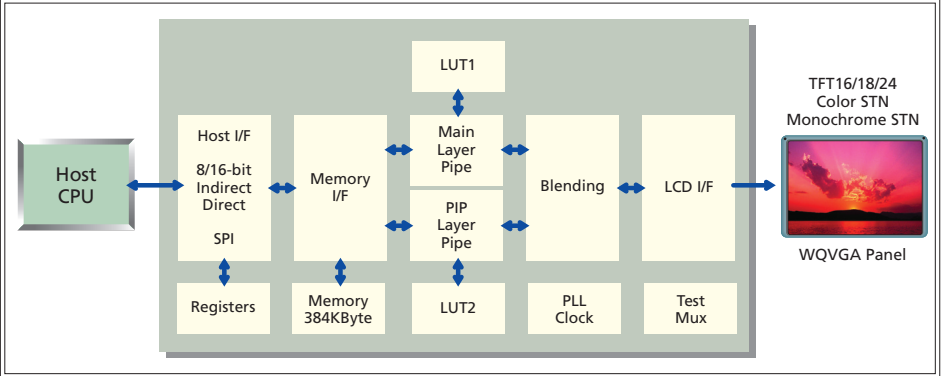 LUT1
TFT16/18/24
Color STN
Monochrome STN
Host
CPU
Host I/F
8/16-bit
Indirect
Direct
SPI
Memory
I/F
Main
Layer
Pipe
PIP
Layer
Pipe
Blending
LCD I/F
WQVGA Panel
Registers
Memory
384KByte
LUT2
PLL
Clock
Test
Mux